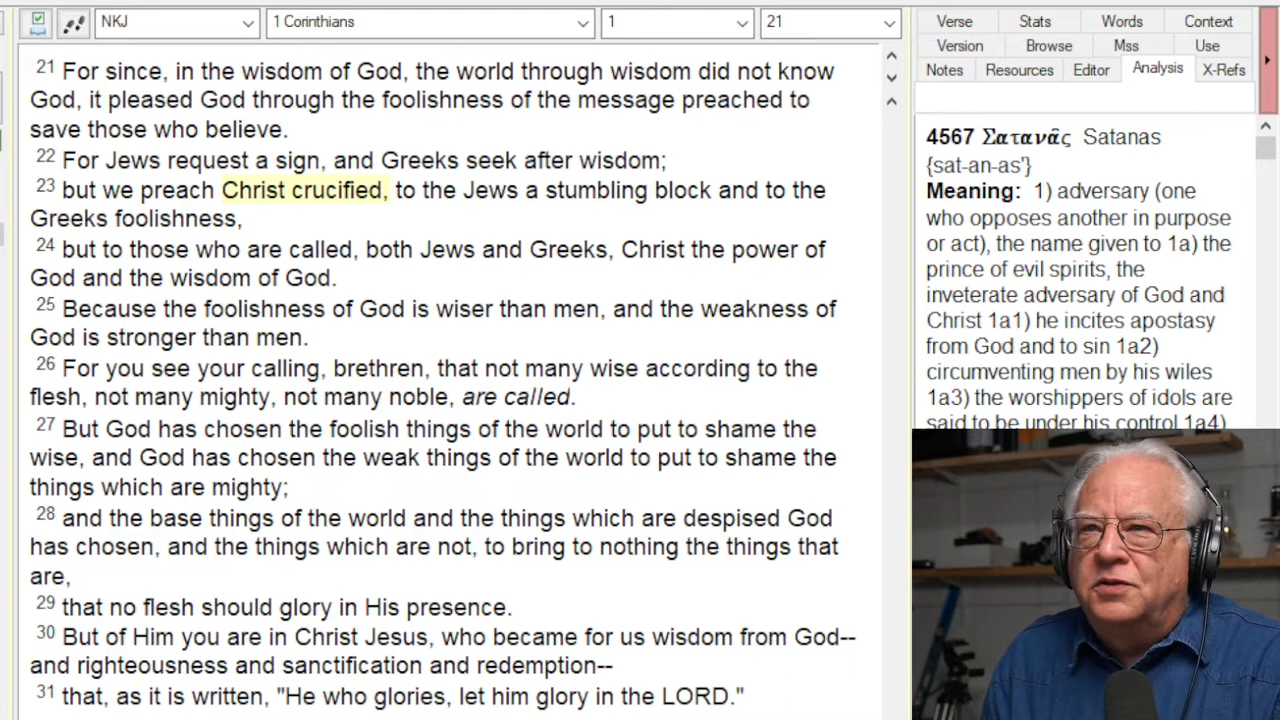 NKJ 1 Corinthians 1 21
21 For since, in the wisdom of God, the world through wisdom did not know
God, it pleased God through the foolishness of the message preached to
save those who believe.
22 For Jews request a sign, and Greeks seek after wisdom;
23 but we preach Christ crucified, to the Jews a stumbling block and to the
Greeks foolishness,
24 but to those who are called, both Jews and Greeks, Christ the power of
God and the wisdom of God.
25 Because the foolishness of God is wiser than men, and the weakness of
God is stronger than men.
26 For you see your calling, brethren, that not many wise according to the
flesh, not many mighty, not many noble, are called.
27 But God has chosen the foolish things of the world to put to shame the
wise, and God has chosen the weak things of the world to put to shame the
things which are mighty;
28 and the base things of the world and the things which are despised God
has chosen, and the things which are not, to bring to nothing the things that
are,
29 that no flesh should glory in His presence.
30 But of Him you are in Christ Jesus, who became for us wisdom from God--
and righteousness and sanctification and redemption--
31 that, as it is written, "He who glories, let him glory in the LORD."
Verse Stats Words Context
Version Browse Mss Use
Notes Resources Editor Analysis X-Refs
4567 Σατανᾶς Satanas
{sat-an-as'}
Meaning: 1) adversary (one
who opposes another in purpose
or act), the name given to 1a) the
prince of evil spirits, the
inveterate adversary of God and
Christ 1a1) he incites apostasy
from God and to sin 1a2)
circumventing men by his wiles
1a3) the worshippers of idols are
said to be under his control 1a4)